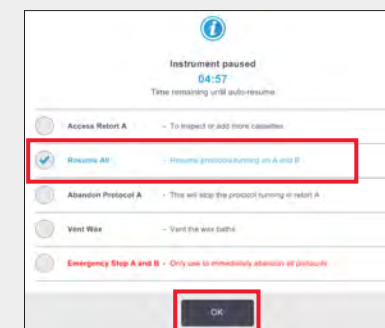 Instrument paused
04:57
Time remaining until auto-resume
Access Retort A - To inspect or add more cassettes
Resume All - Resume protocol running on A and B
Abandon Protocol A - This will stop the protocol running in retort A
Vent Wax - Vent the wax baths
Emergency Stop A and B - Only use to immediately abandon all protocols
OK